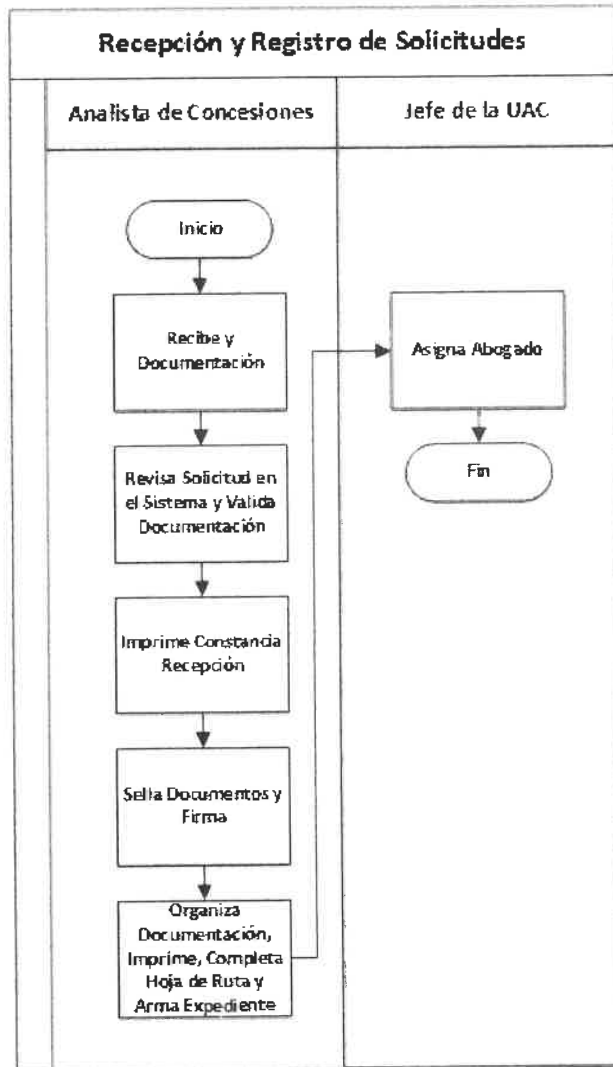 Recepción y Registro de Solicitudes
Analista de Concesiones
Jefe de la UAC
Inicio
Recibe y
Documentación
Asigna Abogado
Revisa Solicitud en
el Sistema y Valida
Documentación
Fin
Imprime Constancia
Recepción
Sella Documentos y
Firma
Organiza
Documentación,
Imprime, Completa
Hoja de Ruta y
Arma Expediente